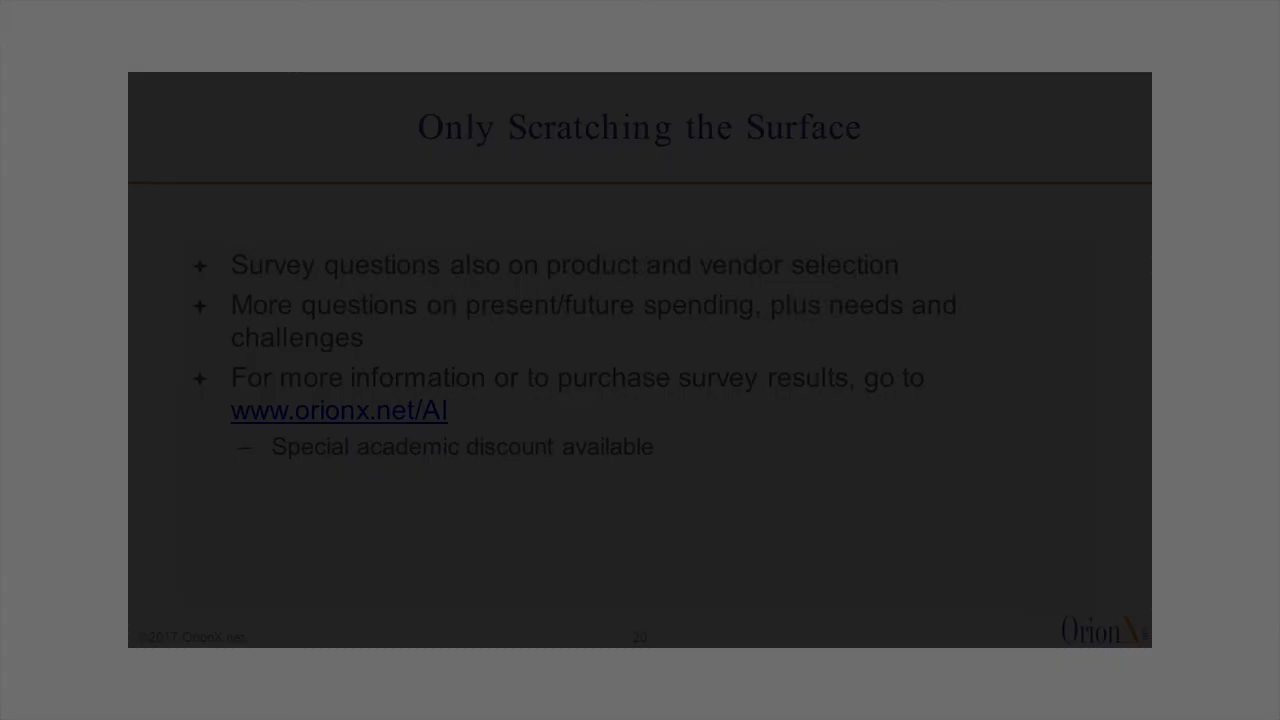 Only Scratching the Surface
+ Survey questions also on product and vendor selection
+ More questions on present/future spending, plus needs and
challenges
+ For more information or to purchase survey results, go to
www.orionx.net/AI
– Special academic discount available
©2017 OrionX.net
20
OrionX